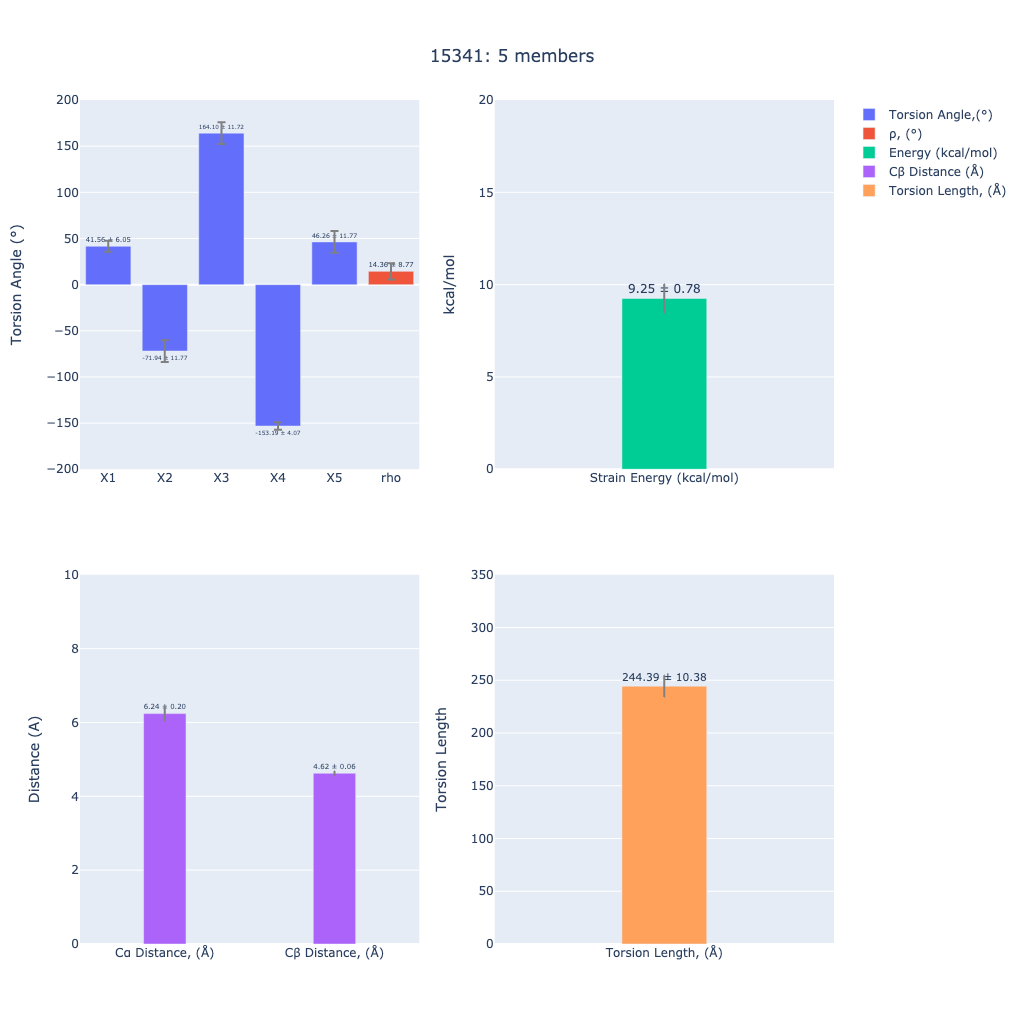 15341: 5 members
200
150
100
50
0
−50
−100
−150
−200
Torsion Angle (°)
41.56 ± 6.05
-71.94 ± 11.77
164.10 ± 11.72
-153.19 ± 4.07
46.26 ± 11.77
14.36 ± 8.77
X1
X2
X3
X4
X5
rho
20
15
10
5
0
kcal/mol
9.25 ± 0.78
Strain Energy (kcal/mol)
Torsion Angle,(°)
ρ, (°)
Energy (kcal/mol)
Cβ Distance (Å)
Torsion Length, (Å)
10
8
6
4
2
0
Distance (A)
6.24 ± 0.20
4.62 ± 0.06
Cα Distance, (Å)
Cβ Distance, (Å)
350
300
250
200
150
100
50
0
Torsion Length
244.39 ± 10.38
Torsion Length, (Å)